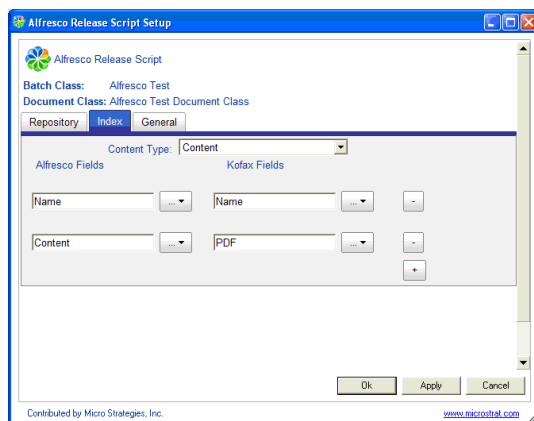 Alfresco Release Script Setup
Alfresco Release Script
Batch Class: Alfresco Test
Document Class: Alfresco Test Document Class
Repository Index General
Content Type: Content
Alfresco Fields Kofax Fields
Name ... Name ... -
Content ... PDF ... -
+
Ok Apply Cancel
Contributed by Micro Strategies, Inc. www.microstrat.com